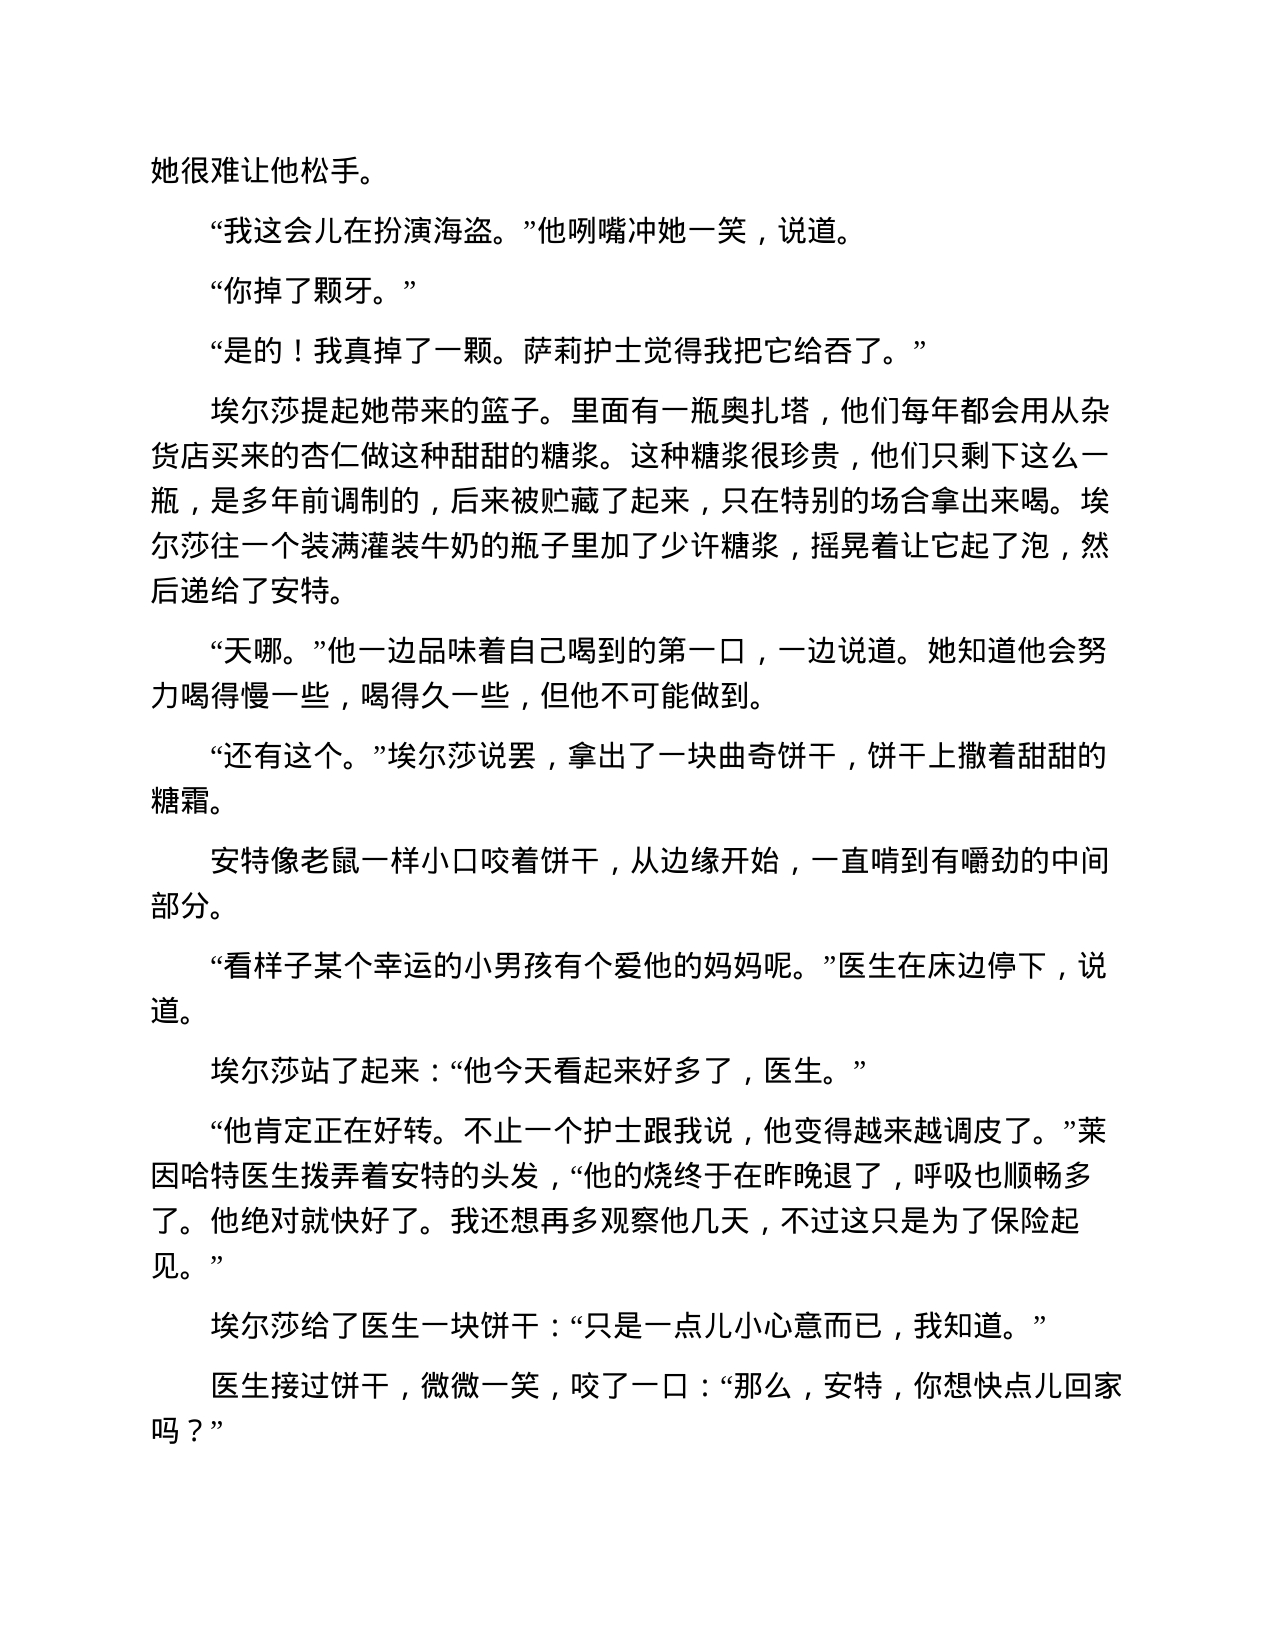 她很难让他松手。
“我这会儿在扮演海盗。”他咧嘴冲她一笑，说道。
“你掉了颗牙。”
“是的！我真掉了一颗。萨莉护士觉得我把它给吞了。”
埃尔莎提起她带来的篮子。里面有一瓶奥扎塔，他们每年都会用从杂
货店买来的杏仁做这种甜甜的糖浆。这种糖浆很珍贵，他们只剩下这么一
瓶，是多年前调制的，后来被贮藏了起来，只在特别的场合拿出来喝。埃
尔莎往一个装满灌装牛奶的瓶子里加了少许糖浆，摇晃着让它起了泡，然
后递给了安特。
“天哪。”他一边品味着自己喝到的第一口，一边说道。她知道他会努
力喝得慢一些，喝得久一些，但他不可能做到。
“还有这个。”埃尔莎说罢，拿出了一块曲奇饼干，饼干上撒着甜甜的
糖霜。
安特像老鼠一样小口咬着饼干，从边缘开始，一直啃到有嚼劲的中间
部分。
“看样子某个幸运的小男孩有个爱他的妈妈呢。”医生在床边停下，说
道。
埃尔莎站了起来：“他今天看起来好多了，医生。”
“他肯定正在好转。不止一个护士跟我说，他变得越来越调皮了。”莱
因哈特医生拨弄着安特的头发，“他的烧终于在昨晚退了，呼吸也顺畅多
了。他绝对就快好了。我还想再多观察他几天，不过这只是为了保险起
见。”
埃尔莎给了医生一块饼干：“只是一点儿小心意而已，我知道。”
医生接过饼干，微微一笑，咬了一口：“那么，安特，你想快点儿回家
吗？”